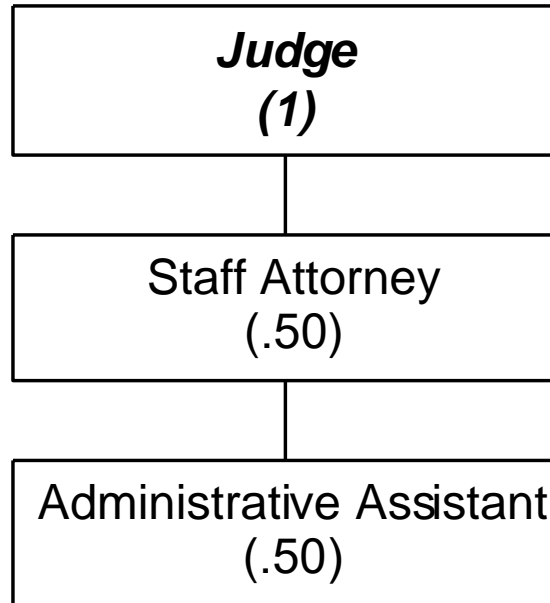 Judge
(1)
Staff Attorney
(.50)
Administrative Assistant
(.50)